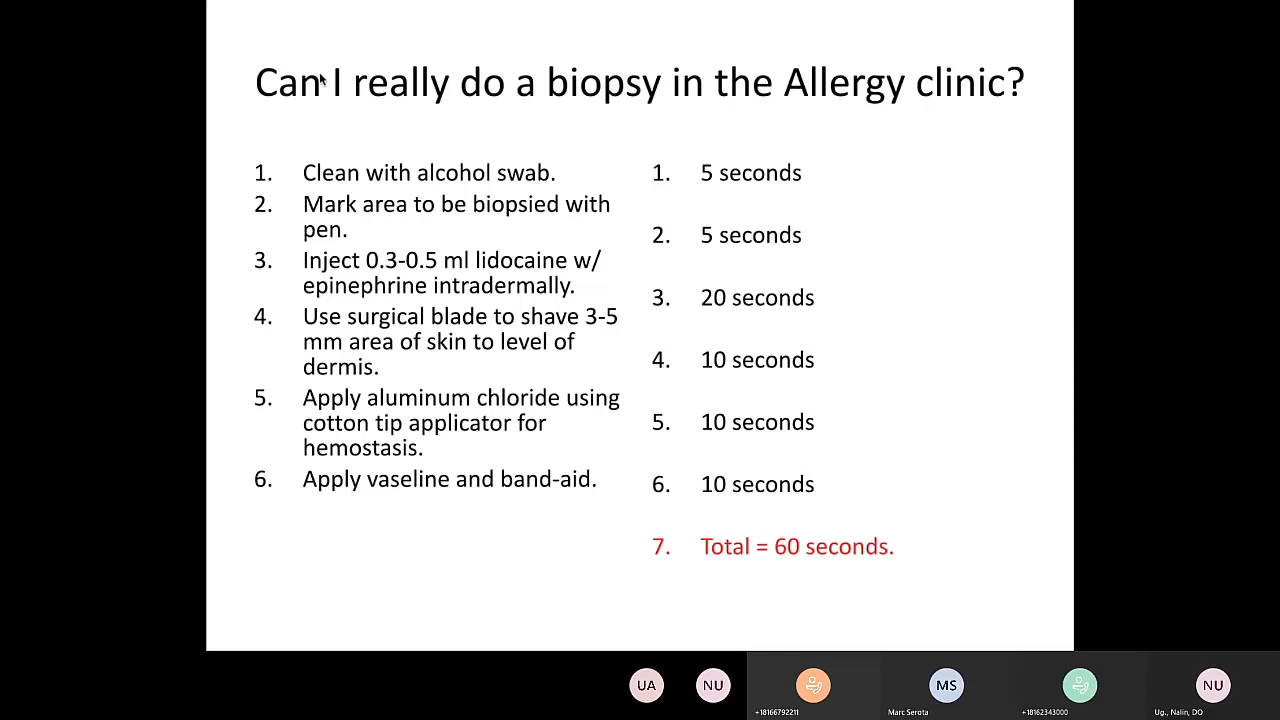 Can I really do a biopsy in the Allergy clinic?
1. Clean with alcohol swab.
2. Mark area to be biopsied with
pen.
3. Inject 0.3-0.5 ml lidocaine w/
epinephrine intradermally.
4. Use surgical blade to shave 3-5
mm area of skin to level of
dermis.
5. Apply aluminum chloride using
cotton tip applicator for
hemostasis.
6. Apply vaseline and band-aid.
1. 5 seconds
2. 5 seconds
3. 20 seconds
4. 10 seconds
5. 10 seconds
6. 10 seconds
7. Total = 60 seconds.
UA
NU
MS
NU
+18166792211
Marc Serota
+18162343000
Ug., Nalin, DO